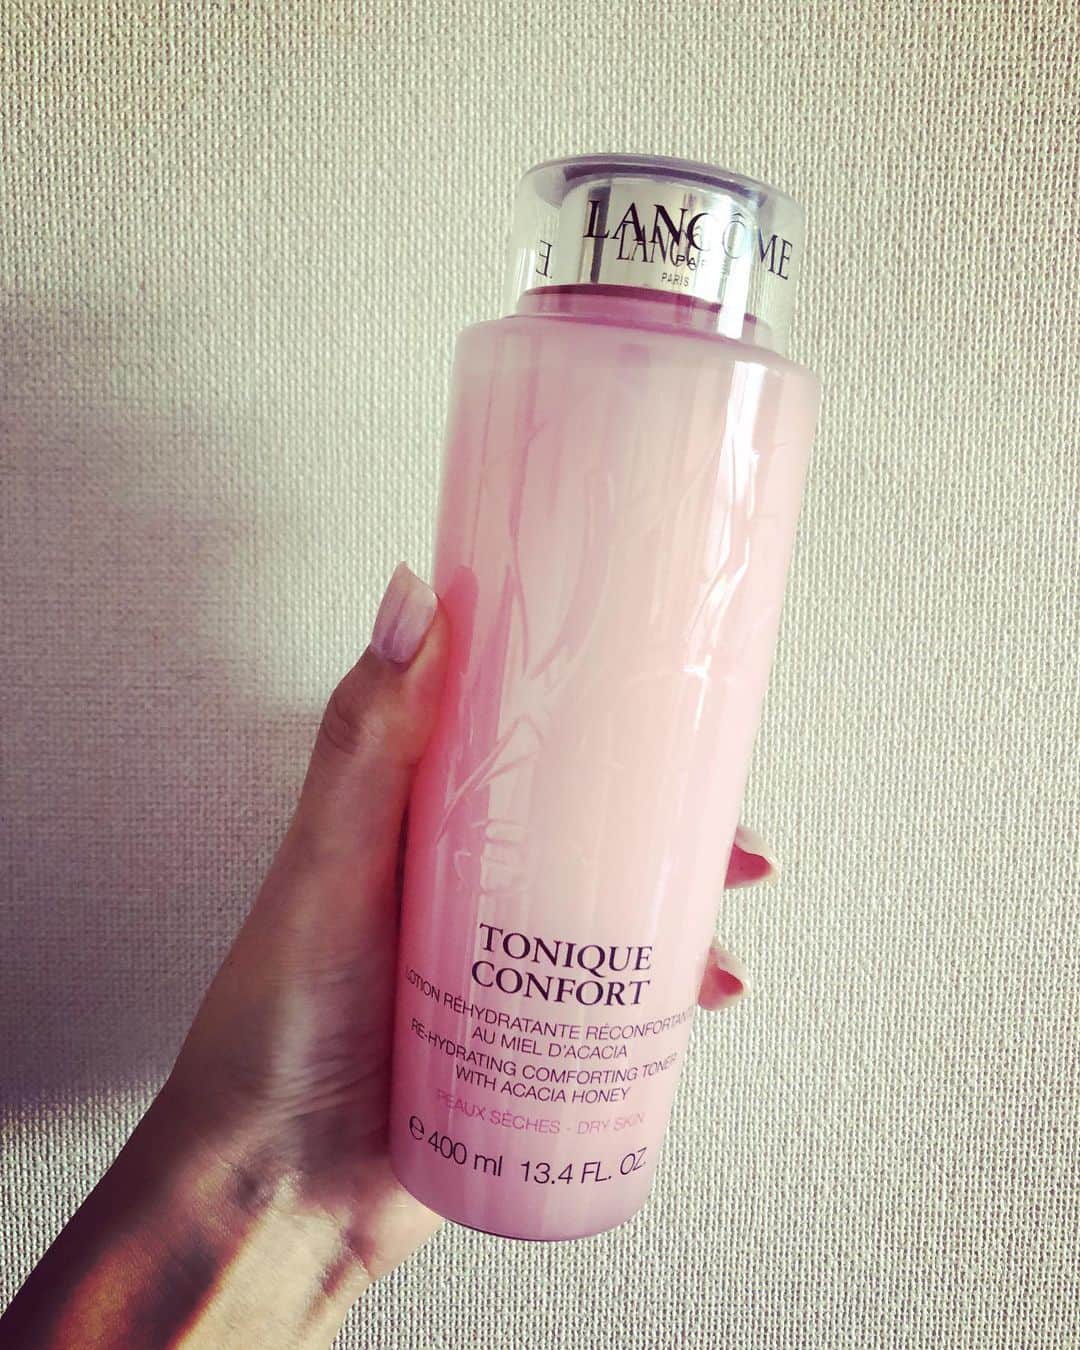 LANCÔME
LANC
PARIS
TONIQUE
CONFORT
LOTION RÉHYDRATANTE RÉCONFORTANTE
AU MIEL D'ACACIA
RE-HYDRATING COMFORTING TONER
WITH ACACIA HONEY
PEAUX SÈCHES - DRY SKIN
e 400 ml 13.4 FL. OZ.